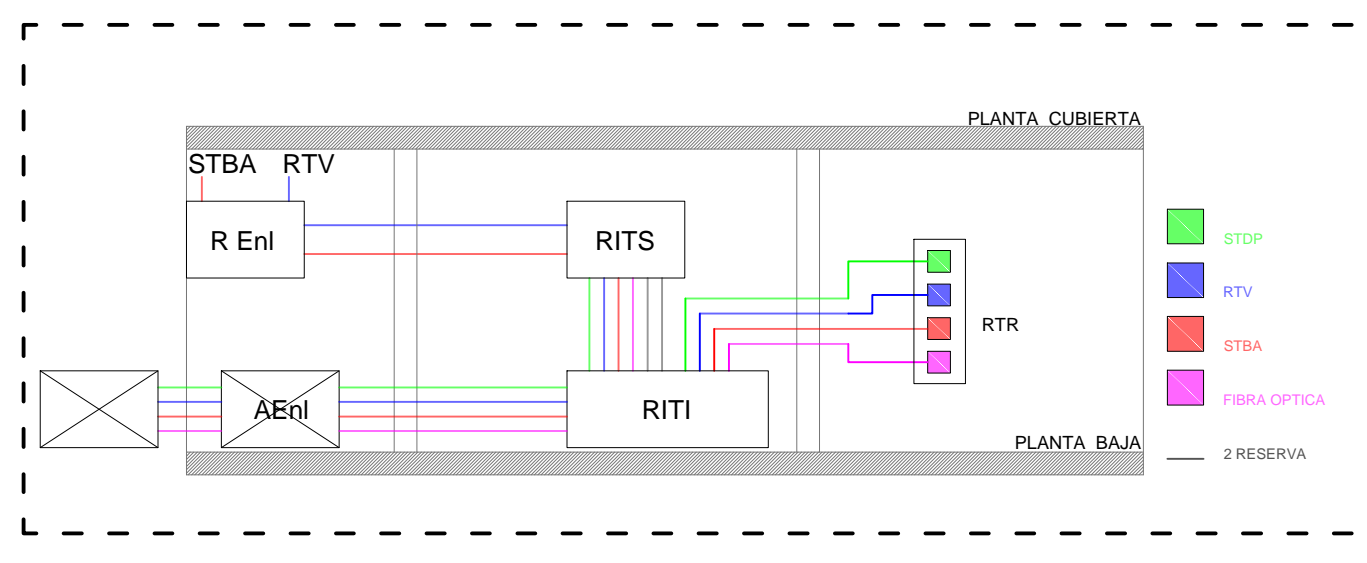 PLANTA CUBIERTA
STBA RTV
R Enl
RITS
STDP
RTV
RTR
STBA
AEnl
RITI
FIBRA OPTICA
PLANTA BAJA
2 RESERVA